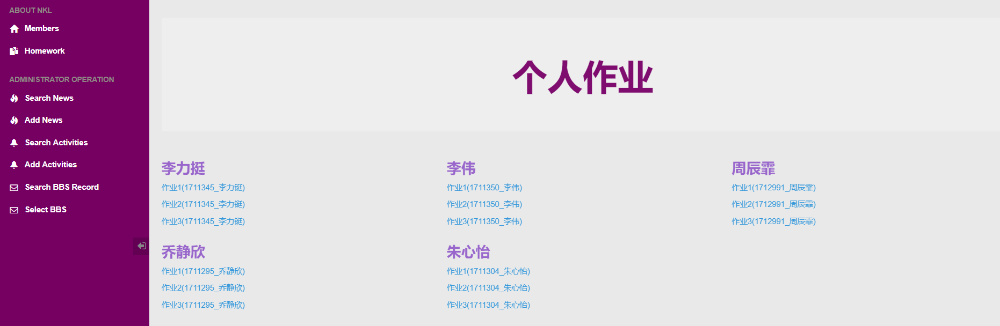 ABOUT NKL
Members
Homework
ADMINISTRATOR OPERATION
Search News
Add News
Search Activities
Add Activities
Search BBS Record
Select BBS
个人作业
李力挺
作业1(1711345_李力铤)
作业2(1711345_李力铤)
作业3(1711345_李力铤)
李伟
作业1(1711350_李伟)
作业2(1711350_李伟)
作业3(1711350_李伟)
周辰霏
作业1(1712991_周辰霏)
作业2(1712991_周辰霏)
作业3(1712991_周辰霏)
乔静欣
作业1(1711295_乔静欣)
作业2(1711295_乔静欣)
作业3(1711295_乔静欣)
朱心怡
作业1(1711304_朱心怡)
作业2(1711304_朱心怡)
作业3(1711304_朱心怡)